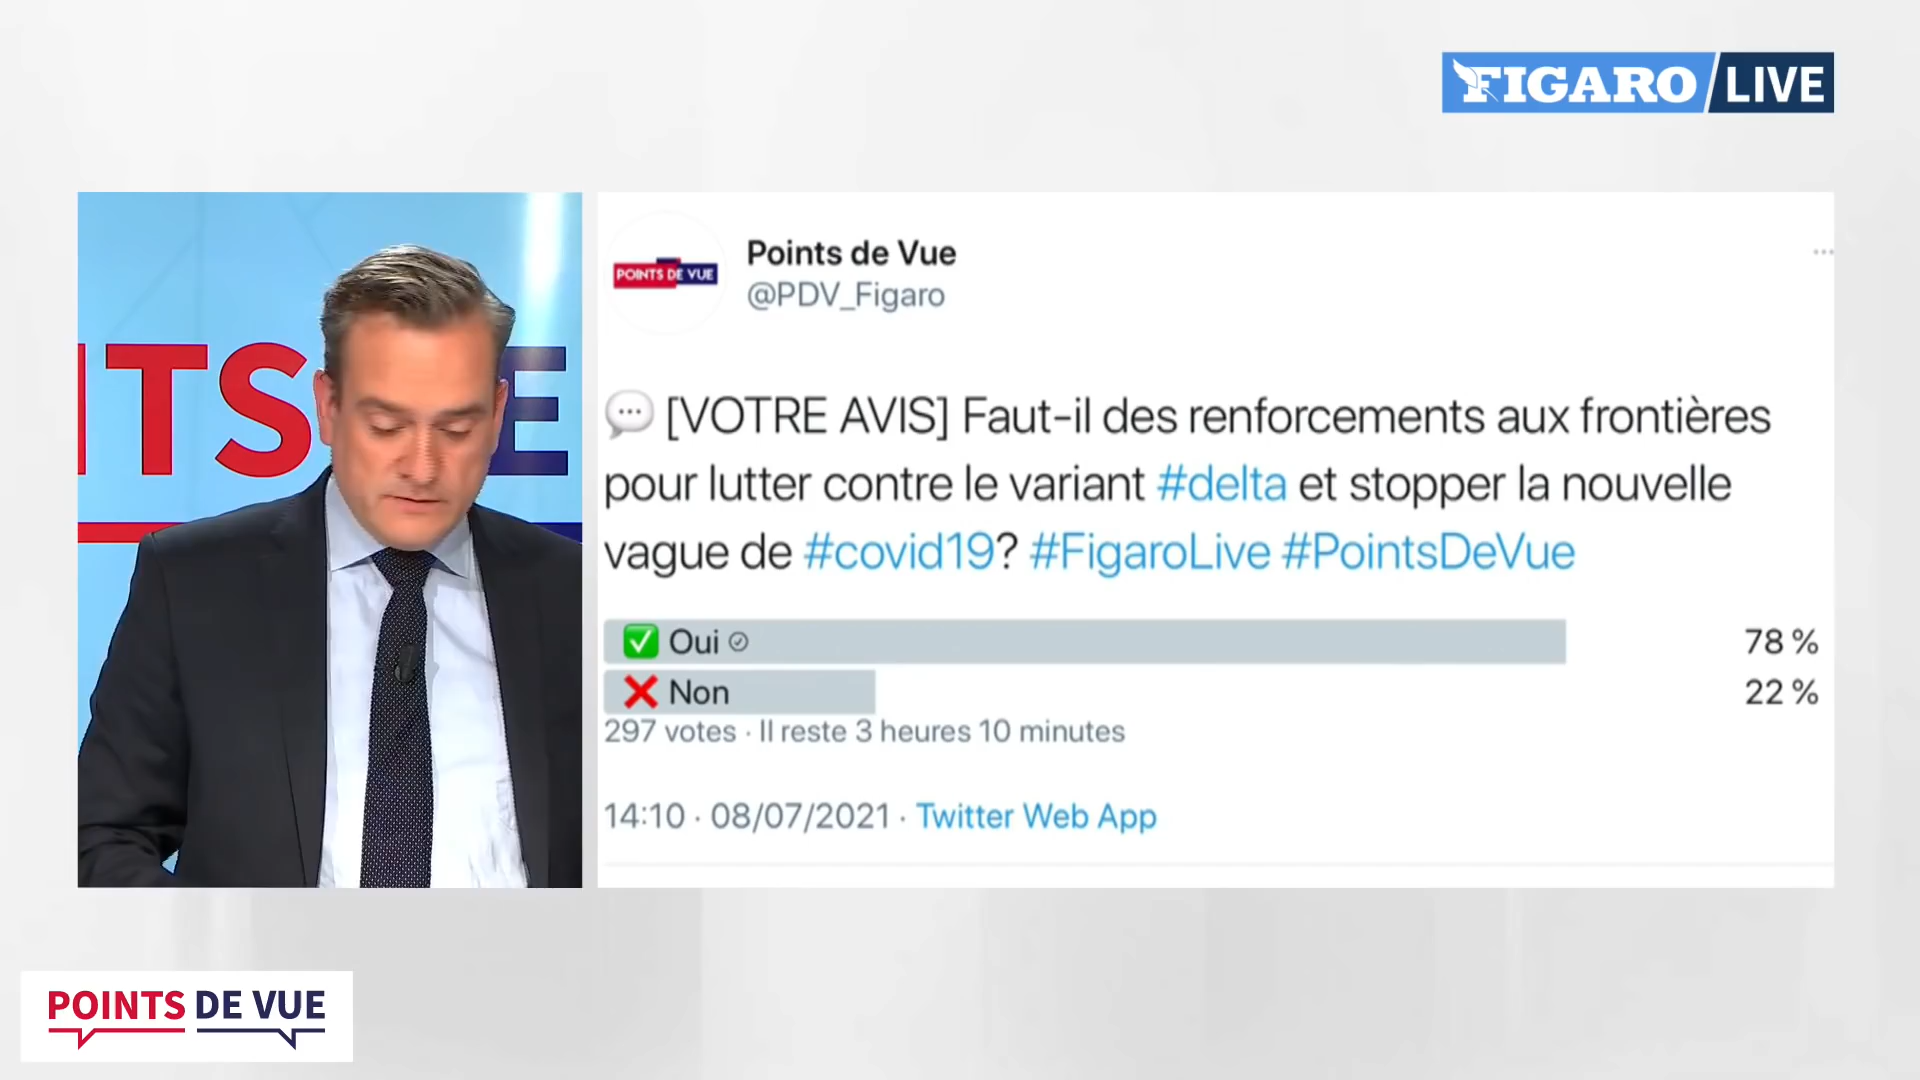 FIGARO LIVE
ITS
E
POINTS DE VUE
Points de Vue
@PDV_Figaro
[VOTRE AVIS] Faut-il des renforcements aux frontières
pour lutter contre le variant #delta et stopper la nouvelle
vague de #covid19? #FigaroLive #PointsDeVue
Oui 78 %
Non 22 %
297 votes · Il reste 3 heures 10 minutes
14:10 · 08/07/2021 · Twitter Web App
POINTS DE VUE